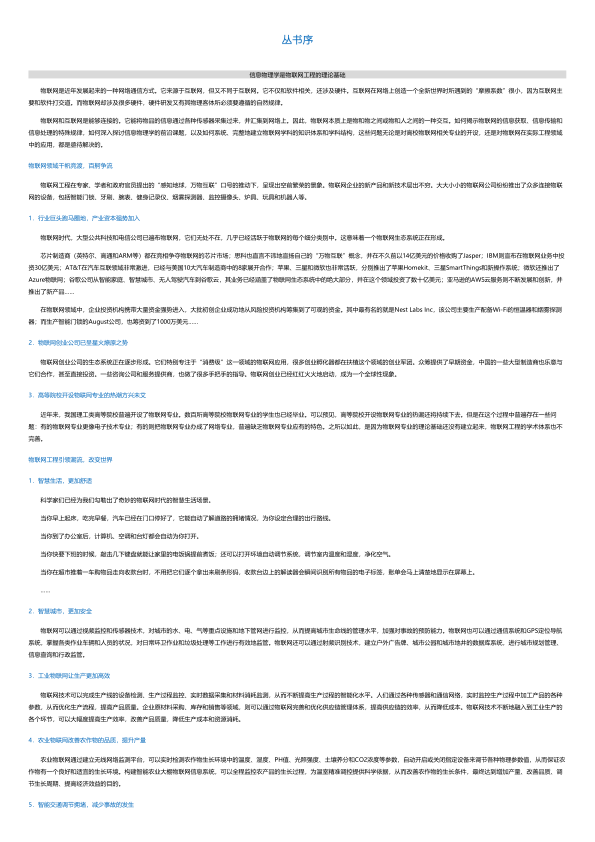 丛书序
信息物理学是物联网工程的理论基础
物联网是近年发展起来的一种网络通信方式。它来源于互联网，但又不同于互联网。它不仅和软件相关，还涉及硬件。互联网在网络上创造一个全新世界时所遇到的“摩擦系数”很小，因为互联网主
要和软件打交道。而物联网却涉及很多硬件，硬件研发又有其物理客体所必须要遵循的自然规律。
物联网和互联网是能够连接的。它能将物品的信息通过各种传感器采集过来，并汇集到网络上。因此，物联网本质上是物和物之间或物和人之间的一种交互。如何揭示物联网的信息获取、信息传输和
信息处理的特殊规律，如何深入探讨信息物理学的前沿课题，以及如何系统、完整地建立物联网学科的知识体系和学科结构，这些问题无论是对高校物联网相关专业的开设，还是对物联网在实际工程领域
中的应用，都是亟待解决的。
物联网领域千帆竞渡，百舸争流
物联网工程在专家、学者和政府官员提出的“感知地球，万物互联”口号的推动下，呈现出空前繁荣的景象。物联网企业的新产品和新技术层出不穷。大大小小的物联网公司纷纷推出了众多连接物联
网的设备，包括智能门锁、牙刷、腕表、健身记录仪、烟雾探测器、监控摄像头、炉具、玩具和机器人等。
1．行业巨头跑马圈地，产业资本强势加入
物联网时代，大型公共科技和电信公司已遍布物联网，它们无处不在，几乎已经活跃于物联网的每个细分类别中。这意味着一个物联网生态系统正在形成。
芯片制造商（英特尔、高通和ARM等）都在竞相争夺物联网的芯片市场；思科也直言不讳地宣扬自己的“万物互联”概念，并在不久前以14亿美元的价格收购了Jasper；IBM则宣布在物联网业务中投
资30亿美元；AT&T在汽车互联领域非常激进，已经与美国10大汽车制造商中的8家展开合作；苹果、三星和微软也非常活跃，分别推出了苹果Homekit、三星SmartThings和新操作系统；微软还推出了
Azure物联网；谷歌公司从智能家庭、智慧城市、无人驾驶汽车到谷歌云，其业务已经涵盖了物联网生态系统中的绝大部分，并在这个领域投资了数十亿美元；亚马逊的AWS云服务则不断发展和创新，并
推出了新产品……
在物联网领域中，企业投资机构携带大量资金强势进入，大批初创企业成功地从风险投资机构筹集到了可观的资金。其中最有名的就是Nest Labs Inc，该公司主要生产配备Wi-Fi的恒温器和烟雾探测
器；而生产智能门锁的August公司，也筹资到了1000万美元……
2．物联网创业公司已呈星火燎原之势
物联网创业公司的生态系统正在逐步形成。它们特别专注于“消费级”这一领域的物联网应用，很多创业孵化器都在扶植这个领域的创业军团。众筹提供了早期资金，中国的一些大型制造商也乐意与
它们合作，甚至直接投资。一些咨询公司和服务提供商，也做了很多手把手的指导。物联网创业已经红红火火地启动，成为一个全球性现象。
3．高等院校开设物联网专业的热潮方兴未艾
近年来，我国理工类高等院校普遍开设了物联网专业。数百所高等院校物联网专业的学生也已经毕业。可以预见，高等院校开设物联网专业的热潮还将持续下去。但是在这个过程中普遍存在一些问
题：有的物联网专业更像电子技术专业；有的则把物联网专业办成了网络专业，普遍缺乏物联网专业应有的特色。之所以如此，是因为物联网专业的理论基础还没有建立起来，物联网工程的学术体系也不
完善。
物联网工程引领潮流，改变世界
1．智慧生活，更加舒适
科学家们已经为我们勾勒出了奇妙的物联网时代的智慧生活场景。
当你早上起床，吃完早餐，汽车已经在门口停好了，它能自动了解道路的拥堵情况，为你设定合理的出行路线。
当你到了办公室后，计算机、空调和台灯都会自动为你打开。
当你快要下班的时候，敲击几下键盘就能让家里的电饭锅提前煮饭；还可以打开环境自动调节系统，调节室内温度和湿度，净化空气。
当你在超市推着一车购物品走向收款台时，不用把它们逐个拿出来刷条形码，收款台边上的解读器会瞬间识别所有物品的电子标签，账单会马上清楚地显示在屏幕上。
……
2．智慧城市，更加安全
物联网可以通过视频监控和传感器技术，对城市的水、电、气等重点设施和地下管网进行监控，从而提高城市生命线的管理水平，加强对事故的预防能力。物联网也可以通过通信系统和GPS定位导航
系统，掌握各类作业车辆和人员的状况，对日常环卫作业和垃圾处理等工作进行有效地监管。物联网还可以通过射频识别技术，建立户外广告牌、城市公园和城市地井的数据库系统，进行城市规划管理、
信息查询和行政监管。
3．工业物联网让生产更加高效
物联网技术可以完成生产线的设备检测、生产过程监控、实时数据采集和材料消耗监测，从而不断提高生产过程的智能化水平。人们通过各种传感器和通信网络，实时监控生产过程中加工产品的各种
参数，从而优化生产流程，提高产品质量。企业原材料采购、库存和销售等领域，则可以通过物联网完善和优化供应链管理体系，提高供应链的效率，从而降低成本。物联网技术不断地融入到工业生产的
各个环节，可以大幅度提高生产效率，改善产品质量，降低生产成本和资源消耗。
4．农业物联网改善农作物的品质，提升产量
农业物联网通过建立无线网络监测平台，可以实时检测农作物生长环境中的温度、湿度、PH值、光照强度、土壤养分和CO2浓度等参数，自动开启或关闭指定设备来调节各种物理参数值，从而保证农
作物有一个良好和适宜的生长环境。构建智能农业大棚物联网信息系统，可以全程监控农产品的生长过程，为温室精准调控提供科学依据，从而改善农作物的生长条件，最终达到增加产量、改善品质、调
节生长周期、提高经济效益的目的。
5．智能交通调节拥堵，减少事故的发生